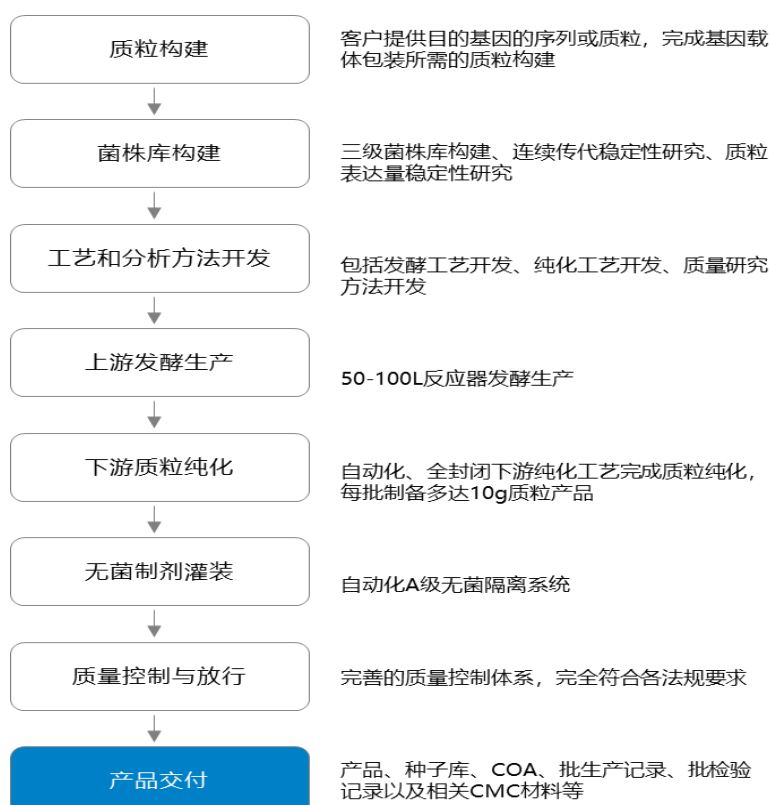 质粒构建
客户提供目的基因的序列或质粒，完成基因载
体包装所需的质粒构建
菌株库构建
三级菌株库构建、连续传代稳定性研究、质粒
表达量稳定性研究
工艺和分析方法开发
包括发酵工艺开发、纯化工艺开发、质量研究
方法开发
上游发酵生产
50-100L反应器发酵生产
下游质粒纯化
自动化、全封闭下游纯化工艺完成质粒纯化，
每批制备多达10g质粒产品
无菌制剂灌装
自动化A级无菌隔离系统
质量控制与放行
完善的质量控制体系，完全符合各法规要求
产品交付
产品、种子库、COA、批生产记录、批检验
记录以及相关CMC材料等